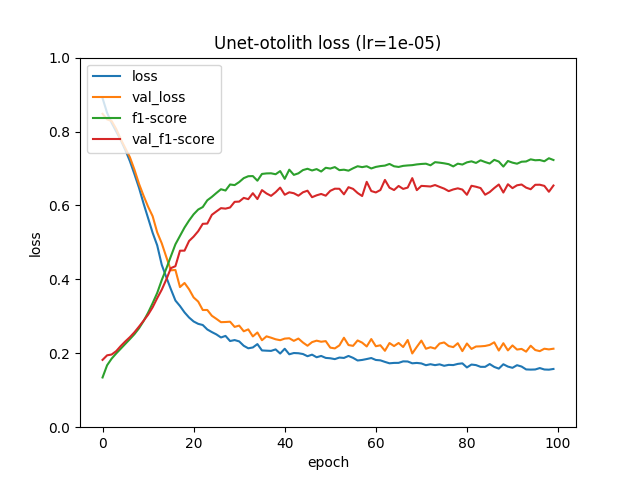 Unet-otolith loss (lr=1e-05)
loss
val_loss
f1-score
val_f1-score
1.0
0.8
0.6
0.4
0.2
0.0
loss
0 20 40 60 80 100
epoch